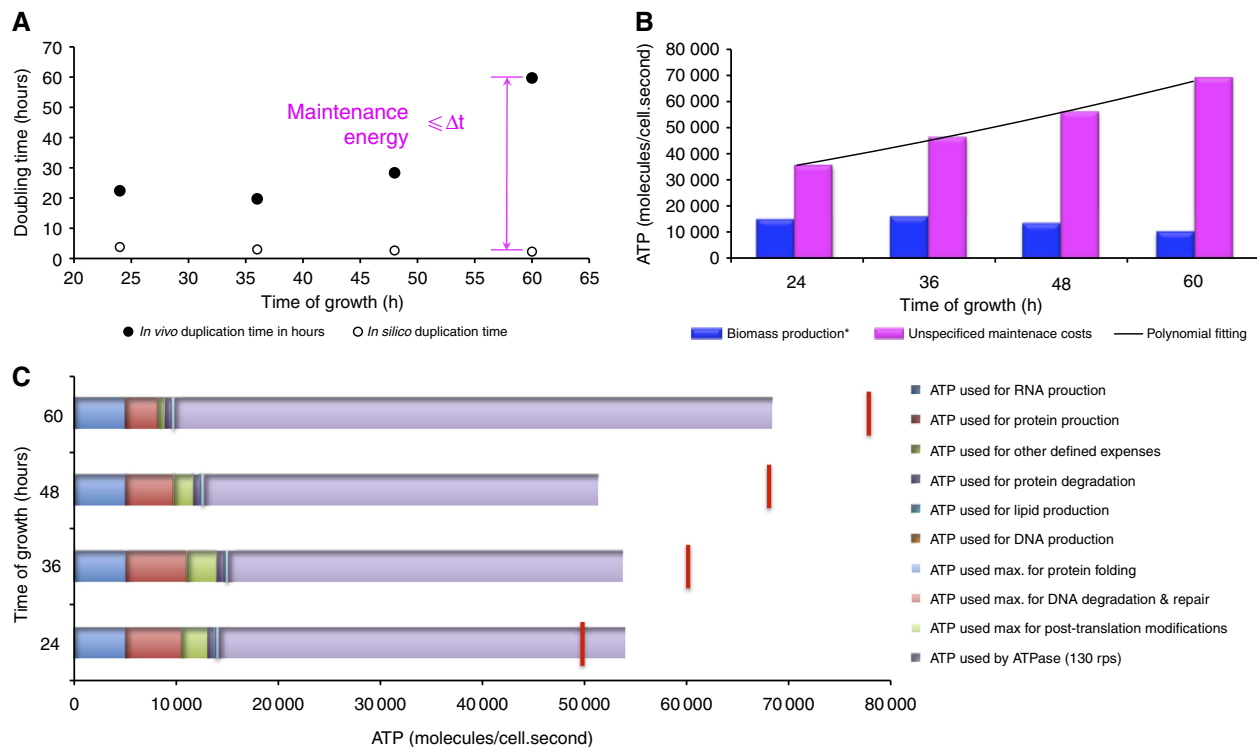 A
Doubling time (hours)
70
60
50
40
30
20
10
0
Maintenance
energy
⩽Δt
20 25 30 35 40 45 50 55 60 65
Time of growth (h)
In vivo duplication time in hours
In silico duplication time
B
ATP (molecules/cell.second)
80 000
70 000
60 000
50 000
40 000
30 000
20 000
10 000
0
24 36 48 60
Time of growth (h)
Biomass production*
Unspecificed maintenace costs
Polynomial fitting
C
Time of growth (hours)
60
48
36
24
0 10 000 20 000 30 000 40 000 50 000 60 000 70 000 80 000
ATP (molecules/cell.second)
ATP used for RNA prouction
ATP used for protein prouction
ATP used for other defined expenses
ATP used for protein degradation
ATP used for lipid production
ATP used for DNA production
ATP used max. for protein folding
ATP used max. for DNA degradation & repair
ATP used max for post-translation modifications
ATP used by ATPase (130 rps)